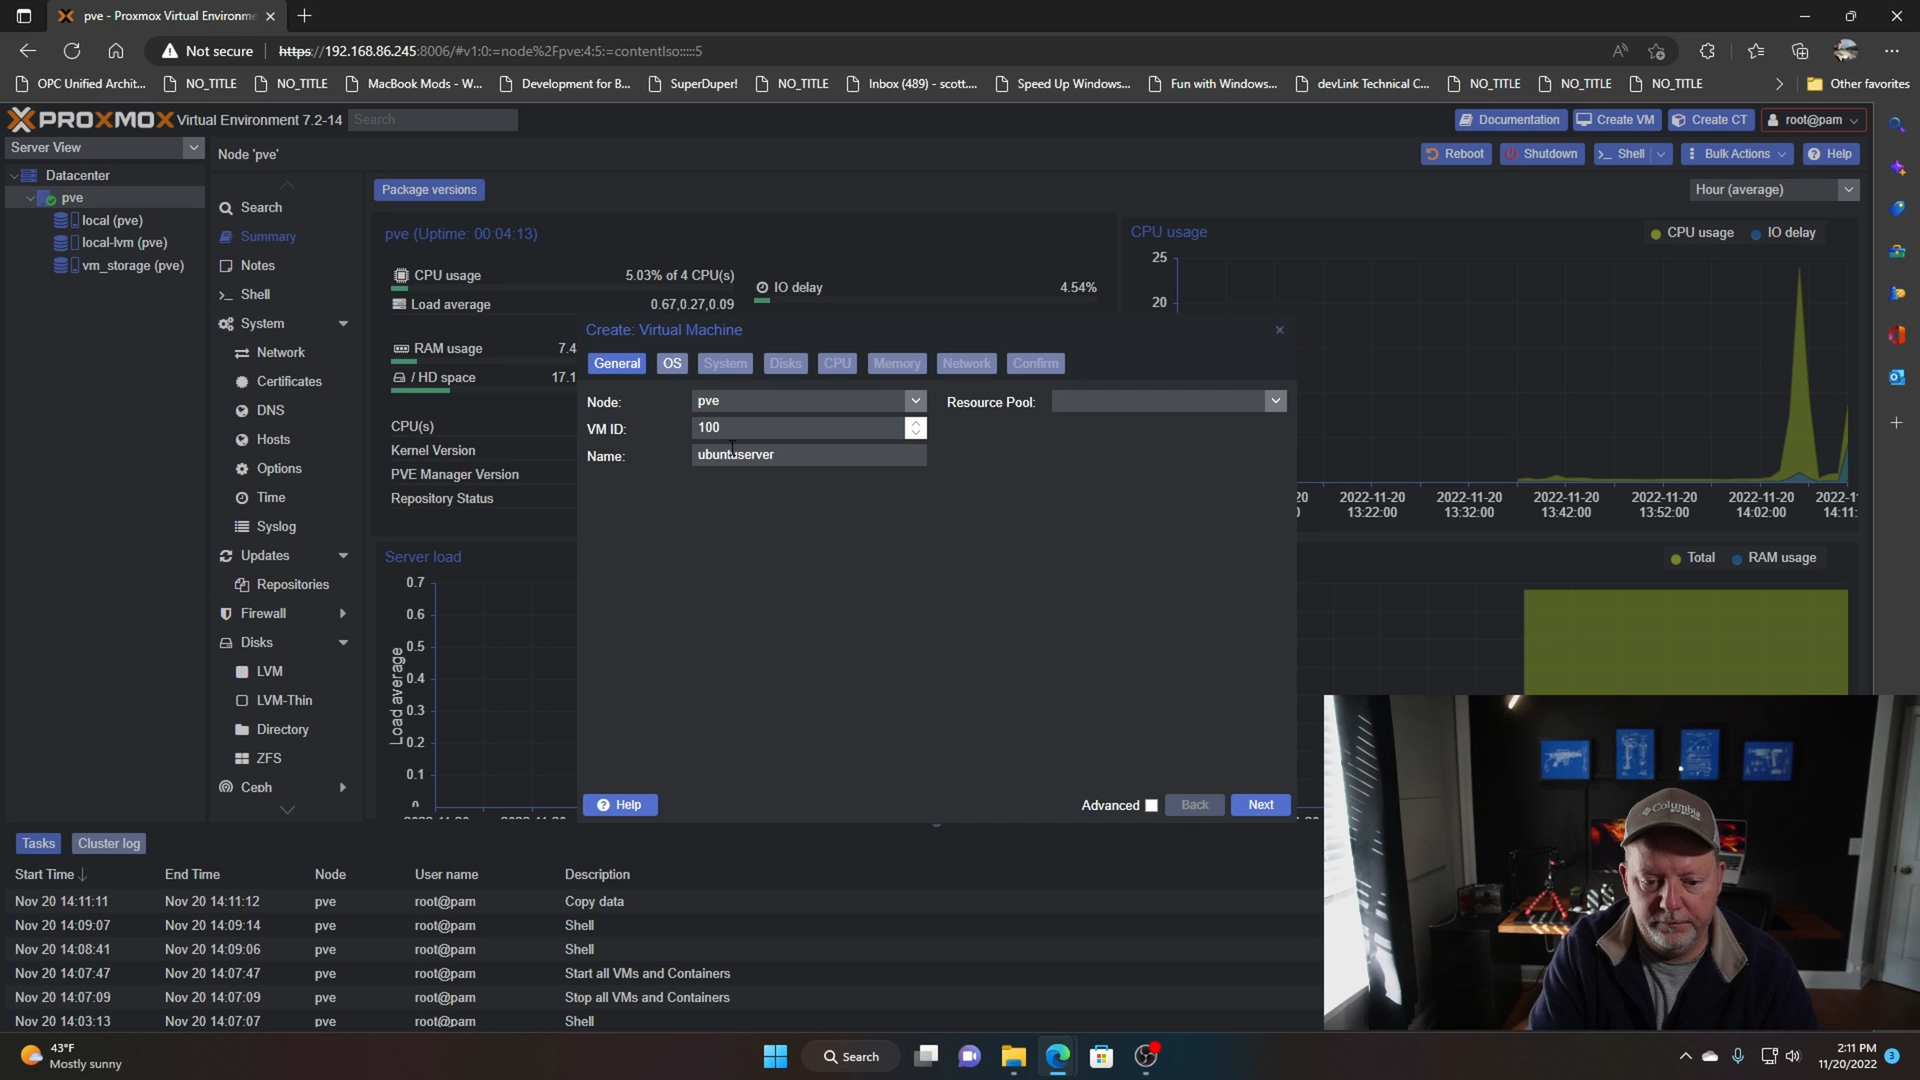 pve - Proxmox Virtual Environme
Not secure
https://192.168.86.245:8006/#v1:0:=node%2Fpve:4:5:=contentIso:::::5
OPC Unified Archit...
NO_TITLE
NO_TITLE
MacBook Mods - W...
Development for B...
SuperDuper!
NO_TITLE
Inbox (489) - scott....
Speed Up Windows...
Fun with Windows...
devLink Technical C...
NO_TITLE
NO_TITLE
NO_TITLE
Other favorites
PROXMOX Virtual Environment 7.2-14
Search
Documentation
Create VM
Create CT
root@pam
Server View
Node 'pve'
Reboot
Shutdown
Shell
Bulk Actions
Help
Datacenter
pve
local (pve)
local-lvm (pve)
vm_storage (pve)
Search
Summary
Notes
Shell
System
Network
Certificates
DNS
Hosts
Options
Time
Syslog
Updates
Repositories
Firewall
Disks
LVM
LVM-Thin
Directory
ZFS
Ceph
Package versions
Hour (average)
pve (Uptime: 00:04:13)
CPU usage 5.03% of 4 CPU(s)
IO delay 4.54%
Load average 0.67,0.27,0.09
RAM usage 7.4
/ HD space 17.1
CPU(s)
Kernel Version
PVE Manager Version
Repository Status
CPU usage
CPU usage
IO delay
25
20
2022-11-20 13:22:00
2022-11-20 13:32:00
2022-11-20 13:42:00
2022-11-20 13:52:00
2022-11-20 14:02:00
2022-1 14:11:
Server load
0.7
0.6
0.5
0.4
0.3
0.2
0.1
0
Load average
Total
RAM usage
Create: Virtual Machine
General
OS
System
Disks
CPU
Memory
Network
Confirm
Node: pve
Resource Pool:
VM ID: 100
Name: ubuntuserver
Help
Advanced
Back
Next
Tasks
Cluster log
Start Time End Time Node User name Description
Nov 20 14:11:11 Nov 20 14:11:12 pve root@pam Copy data
Nov 20 14:09:07 Nov 20 14:09:14 pve root@pam Shell
Nov 20 14:08:41 Nov 20 14:09:06 pve root@pam Shell
Nov 20 14:07:47 Nov 20 14:07:47 pve root@pam Start all VMs and Containers
Nov 20 14:07:09 Nov 20 14:07:09 pve root@pam Stop all VMs and Containers
Nov 20 14:03:13 Nov 20 14:07:07 pve root@pam Shell
Columbia
43°F
Mostly sunny
Search
2:11 PM
11/20/2022
3